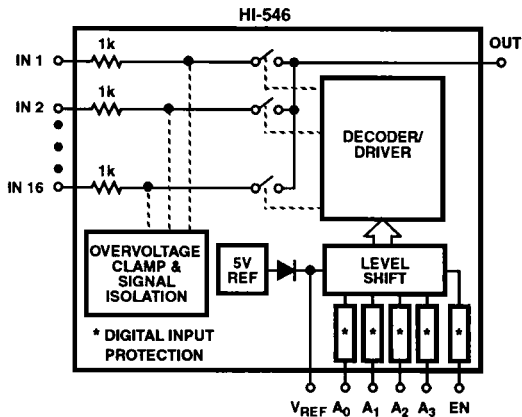 HI-546
IN 1
1k
OUT
IN 2
1k
DECODER/
DRIVER
IN 16
1k
OVERVOLTAGE
CLAMP &
SIGNAL
ISOLATION
5V
REF
LEVEL
SHIFT
* DIGITAL INPUT
PROTECTION
* * * * *
VREF A0 A1 A2 A3 EN